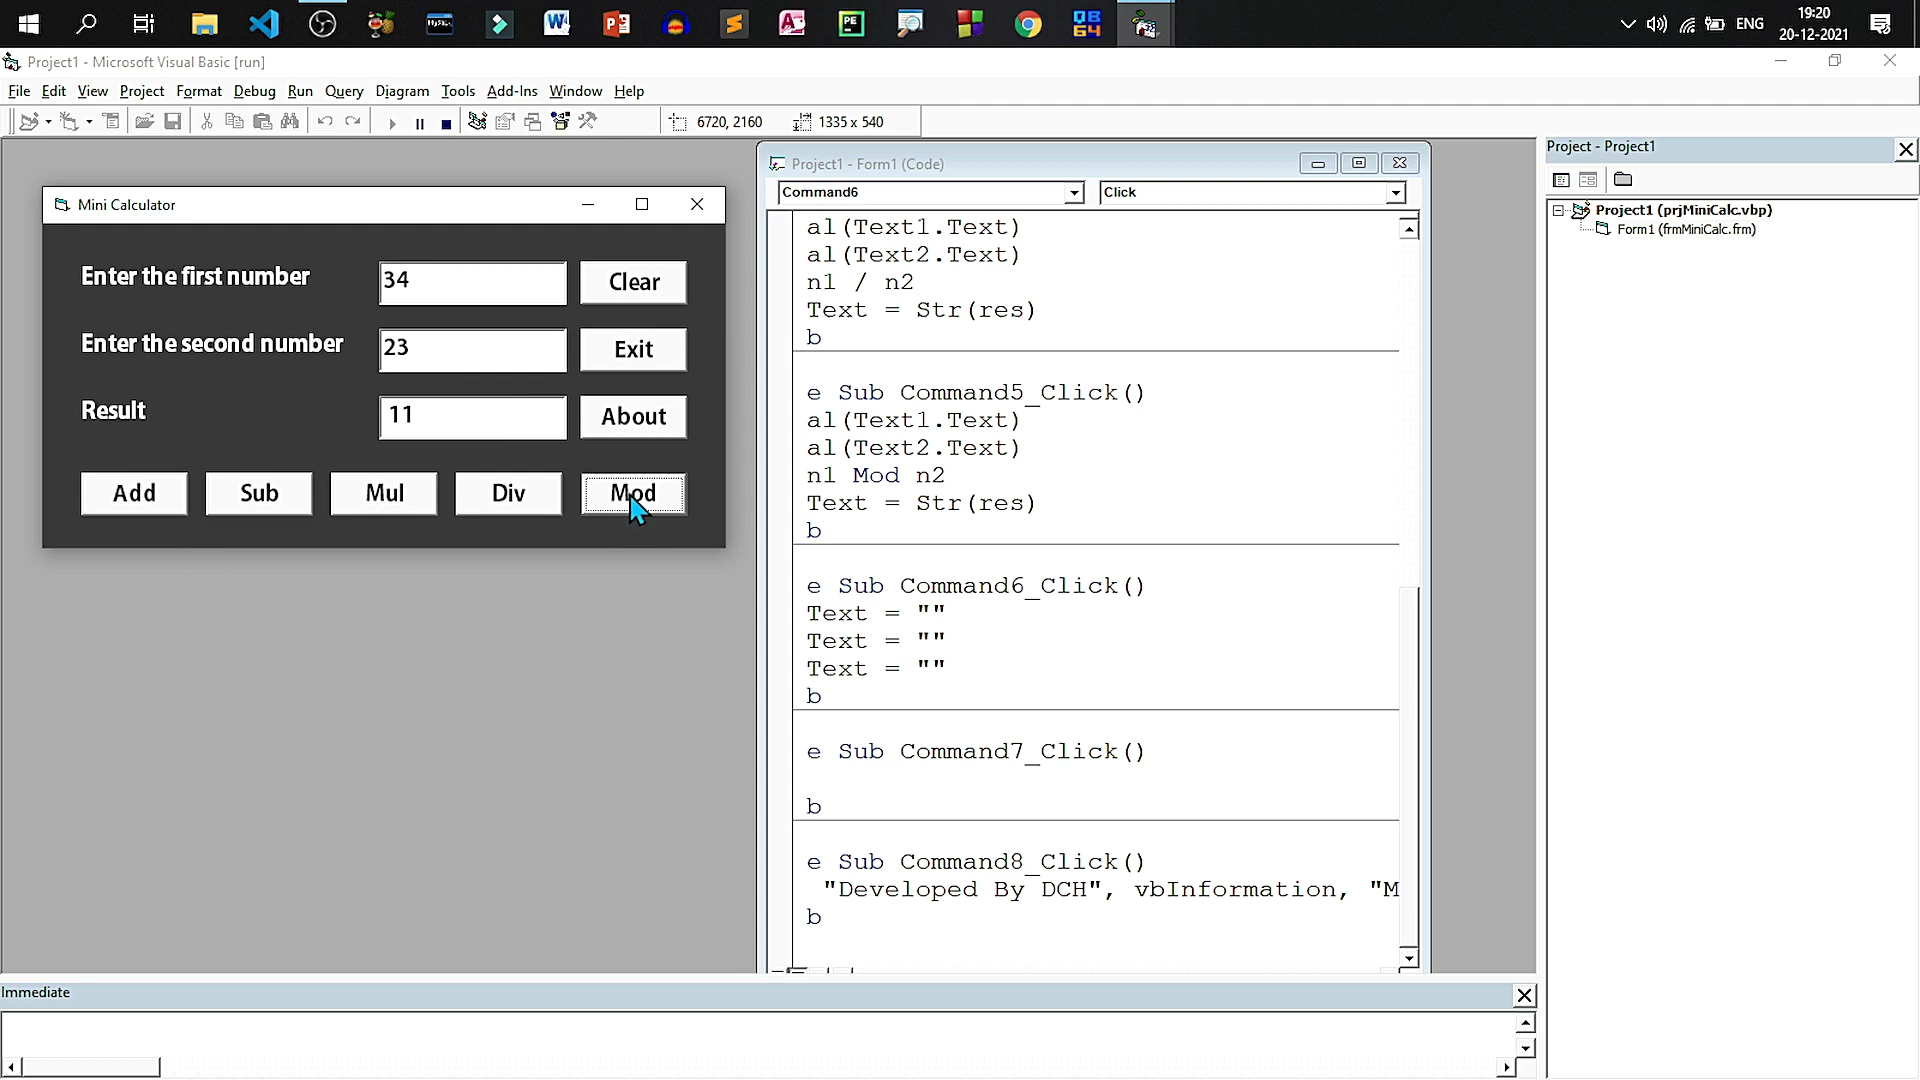 ENG
19:20
20-12-2021
Project1 - Microsoft Visual Basic [run]
File Edit View Project Format Debug Run Query Diagram Tools Add-Ins Window Help
6720, 2160 1335 x 540
Mini Calculator
Enter the first number 34 Clear
Enter the second number 23 Exit
Result 11 About
Add Sub Mul Div Mod
Project1 - Form1 (Code)
Command6 Click
al(Text1.Text)
al(Text2.Text)
n1 / n2
Text = Str(res)
b
e Sub Command5_Click()
al(Text1.Text)
al(Text2.Text)
n1 Mod n2
Text = Str(res)
b
e Sub Command6_Click()
Text = ""
Text = ""
Text = ""
b
e Sub Command7_Click()
b
e Sub Command8_Click()
"Developed By DCH", vbInformation, "M
b
Project - Project1
Project1 (prjMiniCalc.vbp)
Form1 (frmMiniCalc.frm)
Immediate